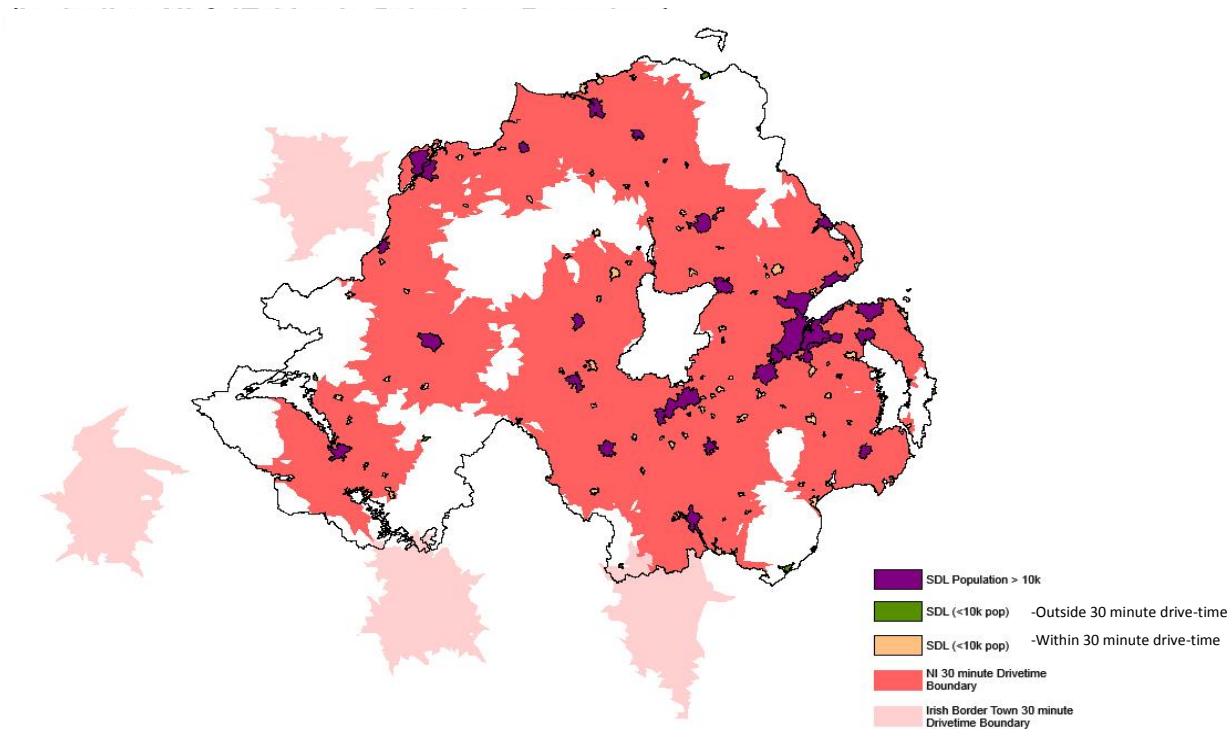 SDL Population > 10k
SDL (<10k pop) -Outside 30 minute drive-time
SDL (<10k pop) -Within 30 minute drive-time
NI 30 minute Drivetime
Boundary
Irish Border Town 30 minute
Drivetime Boundary